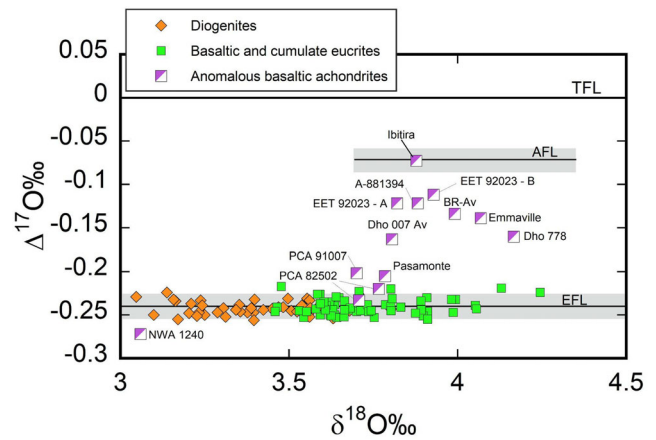 Diogenites
Basaltic and cumulate eucrites
Anomalous basaltic achondrites
0.05
0
-0.05
-0.1
-0.15
-0.2
-0.25
-0.3
Δ¹⁷O‰
TFL
Ibitira
AFL
A-881394
EET 92023 - B
EET 92023 - A
BR-Av
Emmaville
Dho 007 Av
Dho 778
PCA 91007
Pasamonte
PCA 82502
EFL
NWA 1240
3
3.5
4
4.5
δ¹⁸O‰